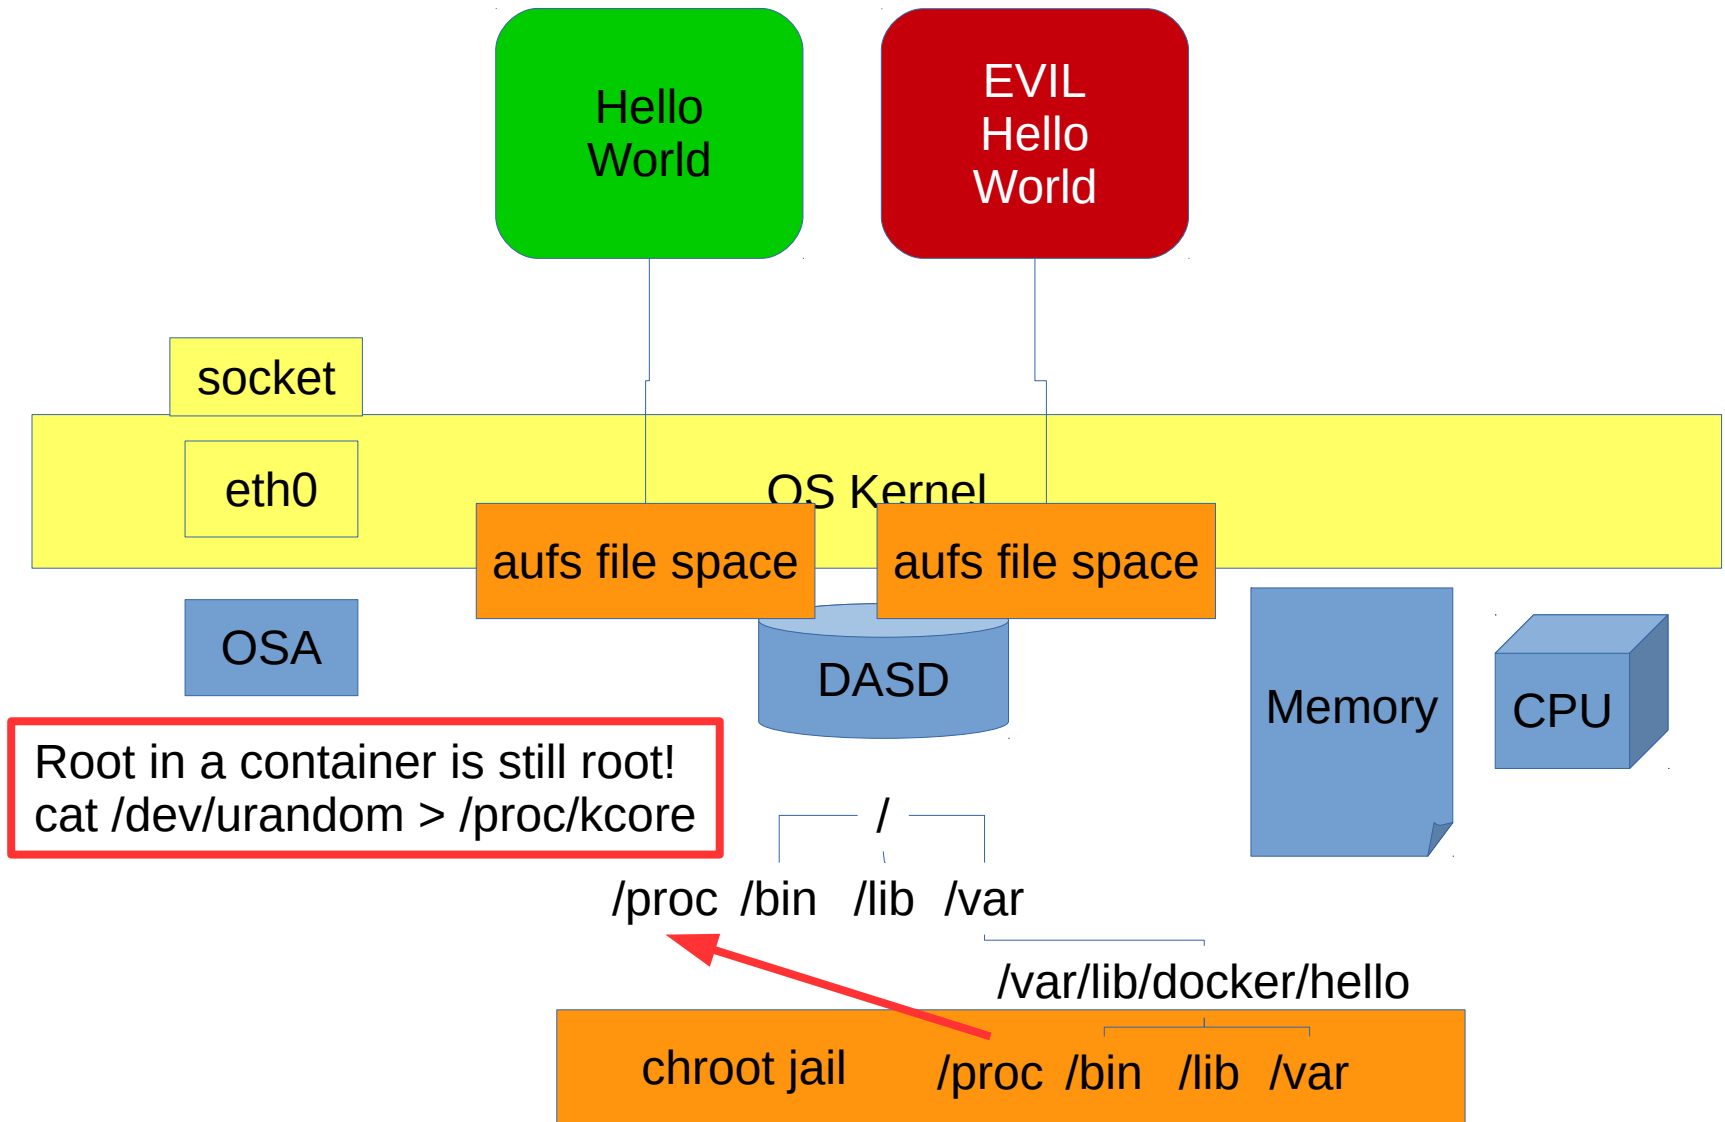 Hello
World
EVIL
Hello
World
socket
eth0
OS Kernel
aufs file space
aufs file space
OSA
DASD
Memory
CPU
Root in a container is still root!
cat /dev/urandom > /proc/kcore
/
/proc /bin /lib /var
/var/lib/docker/hello
chroot jail
/proc /bin /lib /var